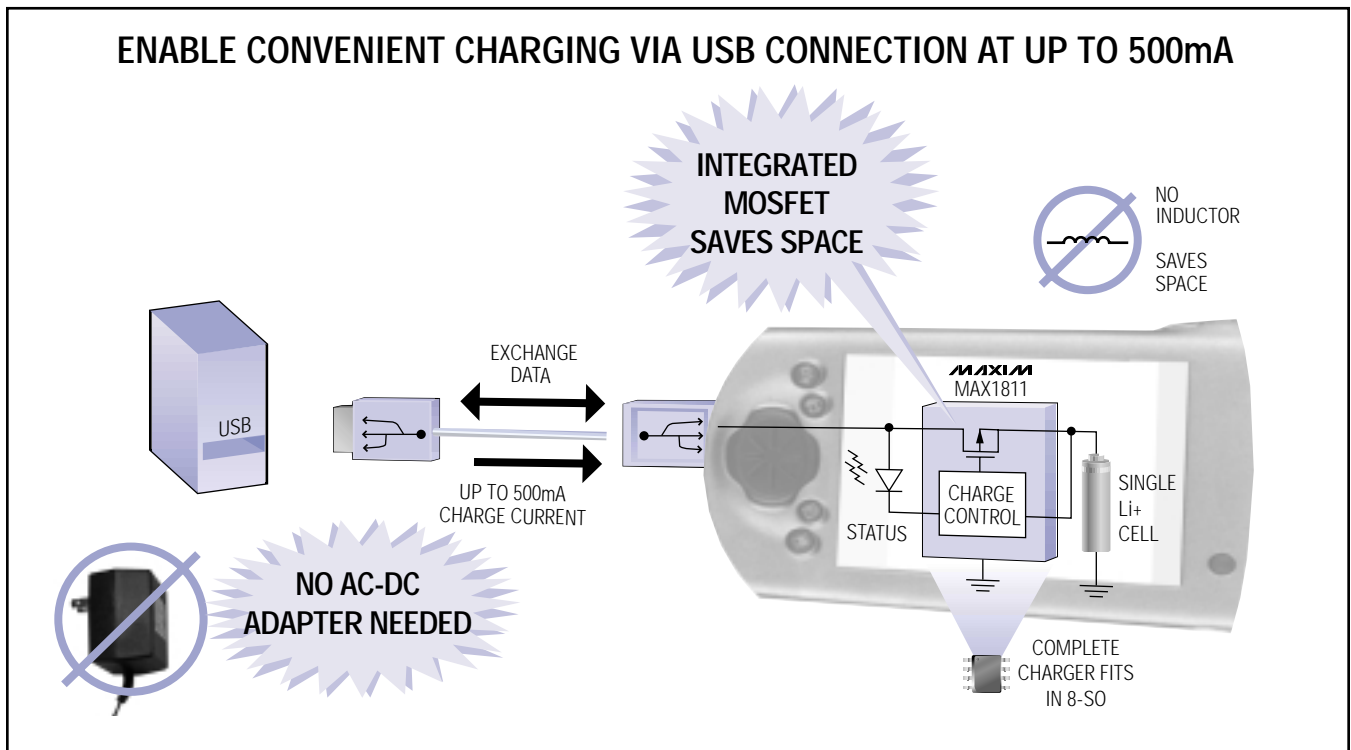 ENABLE CONVENIENT CHARGING VIA USB CONNECTION AT UP TO 500mA
INTEGRATED
MOSFET
SAVES SPACE
NO
INDUCTOR
SAVES
SPACE
USB
EXCHANGE
DATA
UP TO 500mA
CHARGE CURRENT
MAXIM
MAX1811
CHARGE
CONTROL
STATUS
SINGLE
Li+
CELL
NO AC-DC
ADAPTER NEEDED
COMPLETE
CHARGER FITS
IN 8-SO